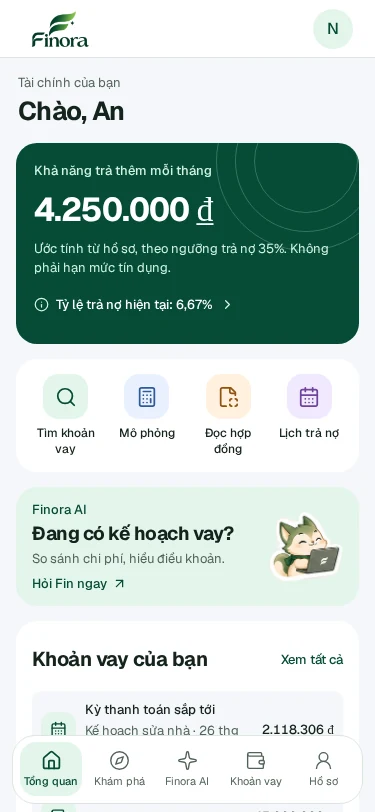 Finora
N
Tài chính của bạn
Chào, An
Khả năng trả thêm mỗi tháng
4.250.000 đ
Ước tính từ hồ sơ, theo ngưỡng trả nợ 35%. Không
phải hạn mức tín dụng.
Tỷ lệ trả nợ hiện tại: 6,67%
Tìm khoản
vay
Mô phỏng
Đọc hợp
đồng
Lịch trả nợ
Finora AI
Đang có kế hoạch vay?
So sánh chi phí, hiểu điều khoản.
Hỏi Fin ngay
Khoản vay của bạn
Xem tất cả
Kỳ thanh toán sắp tới
Kế hoạch sửa nhà · 26 thg
2.118.306 đ
Tổng quan
Khám phá
Finora AI
Khoản vay
Hồ sơ